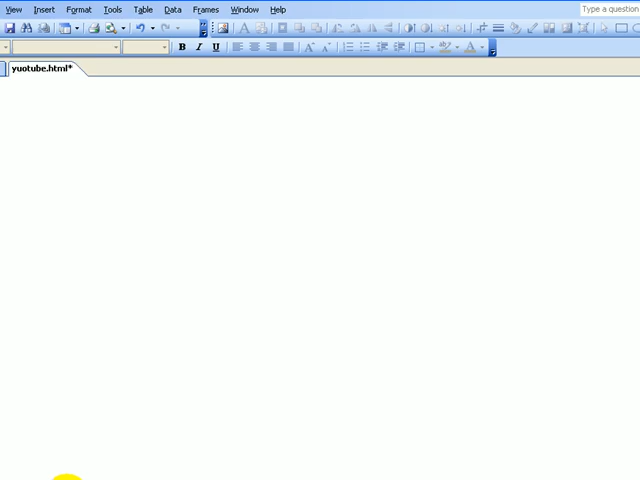 View Insert Format Tools Table Data Frames Window Help Type a question
B I U A A A
yuotube.html*